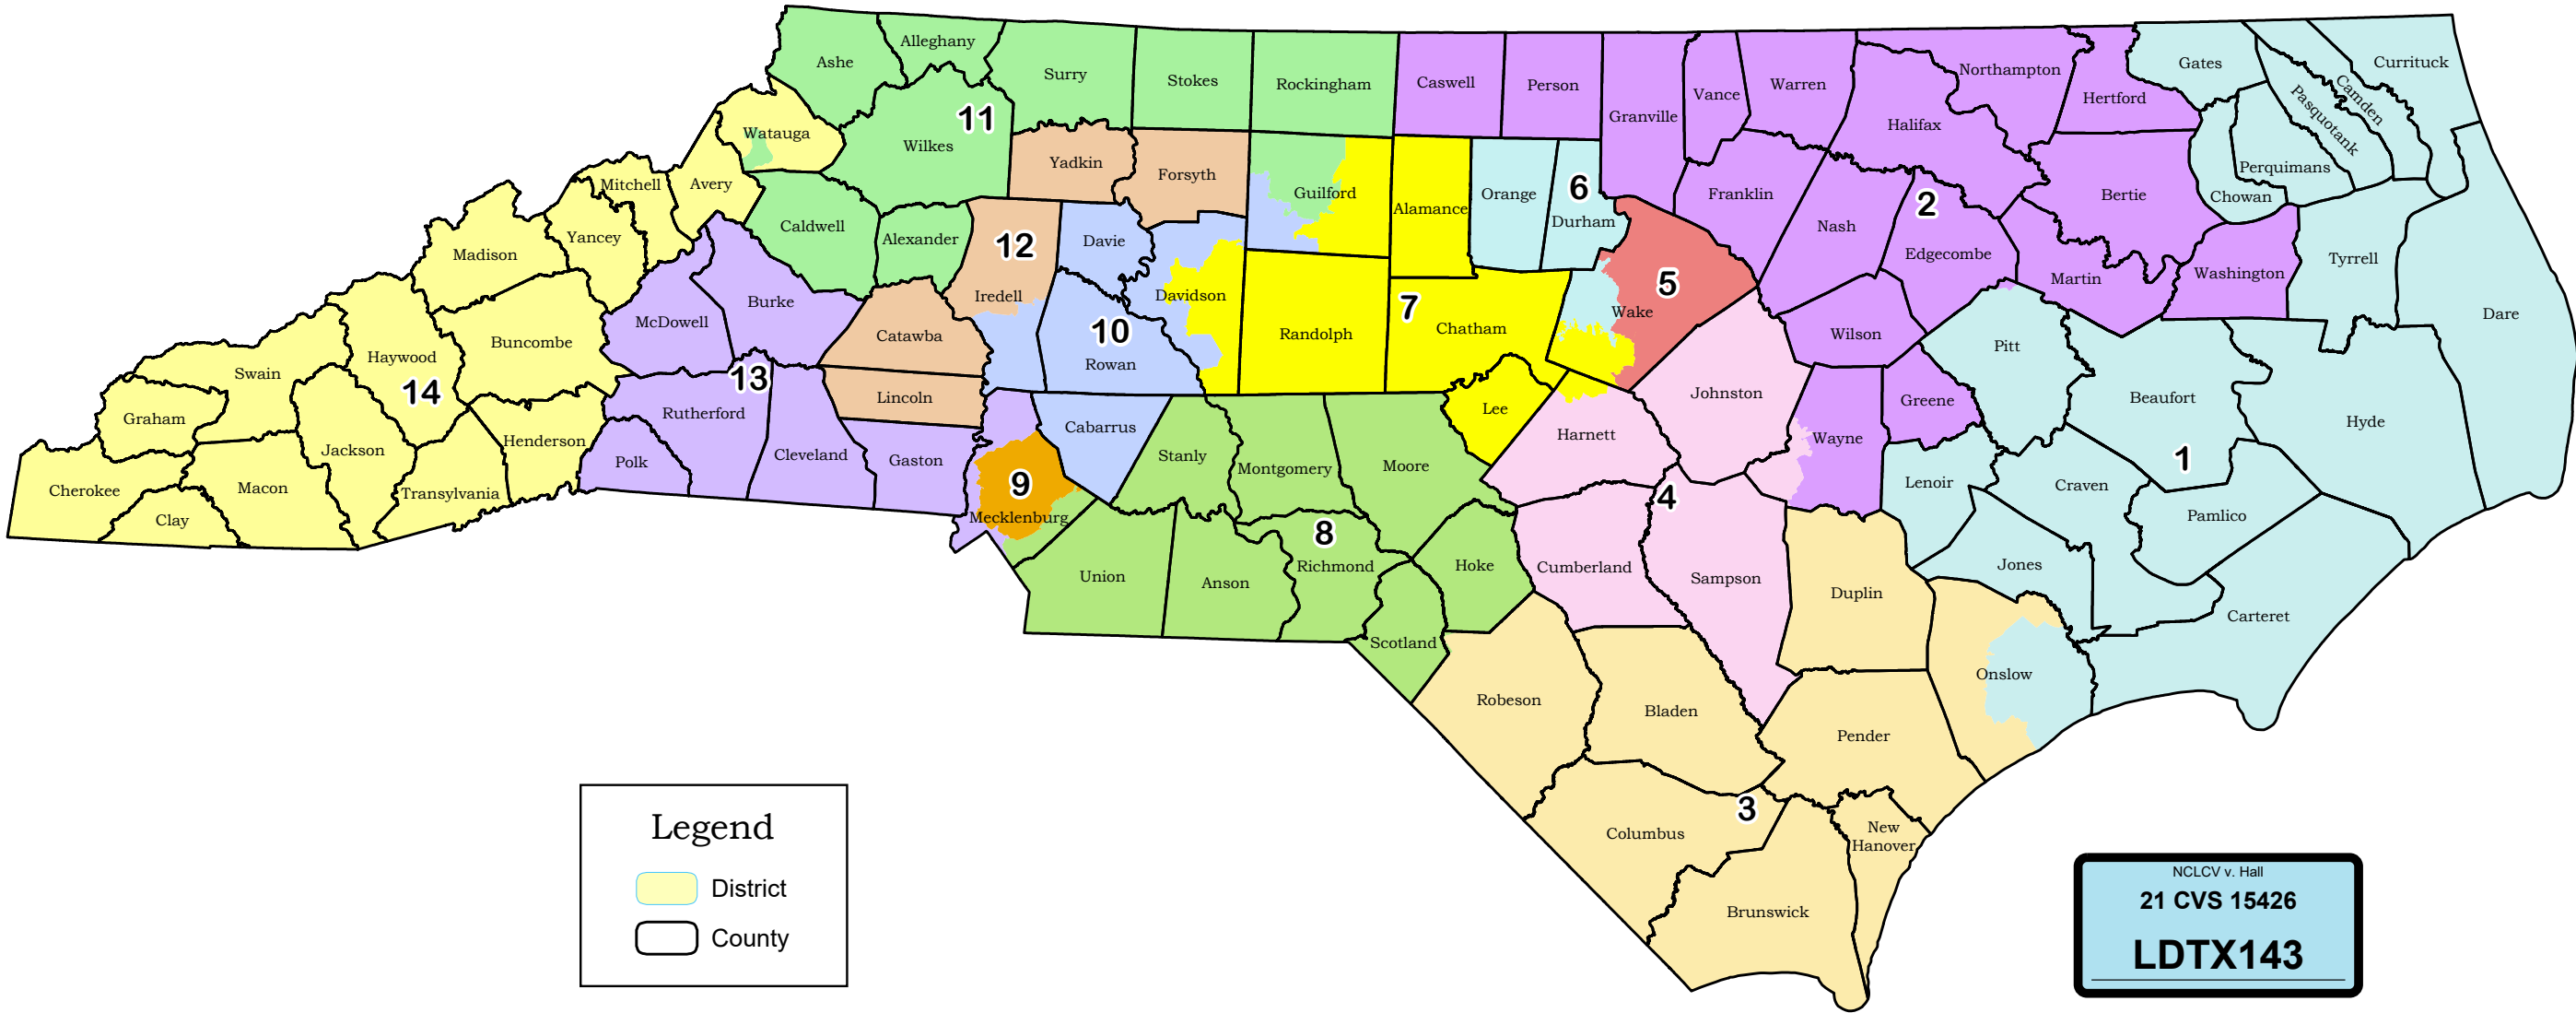 Ashe
Alleghany
Surry
Stokes
Rockingham
Caswell
Person
Granville
Vance
Warren
Northampton
Halifax
Hertford
Gates
Currituck
Camden
Pasquotank
Perquimans
Chowan
Watauga
11
Wilkes
Yadkin
Forsyth
Guilford
Alamance
Orange
6
Durham
Franklin
Nash
2
Edgecombe
Bertie
Martin
Washington
Tyrrell
Dare
Mitchell
Avery
Yancey
Madison
Caldwell
Alexander
12
Iredell
Davie
Davidson
10
Rowan
Randolph
7
Chatham
5
Wake
Wilson
Pitt
Beaufort
1
Hyde
Burke
McDowell
Buncombe
Haywood
14
Swain
Graham
Catawba
Lincoln
13
Rutherford
Cleveland
Gaston
Polk
Henderson
Transylvania
Jackson
Macon
Cherokee
Clay
Cabarrus
9
Mecklenburg
Stanly
Montgomery
Moore
Lee
Harnett
Johnston
Wayne
Greene
Lenoir
Craven
Pamlico
Jones
Carteret
Union
Anson
8
Richmond
Hoke
Scotland
Cumberland
4
Sampson
Duplin
Onslow
Robeson
Bladen
Pender
3
Columbus
New
Hanover
Brunswick
Legend
District
County
NCLCV v. Hall
21 CVS 15426
LDTX143